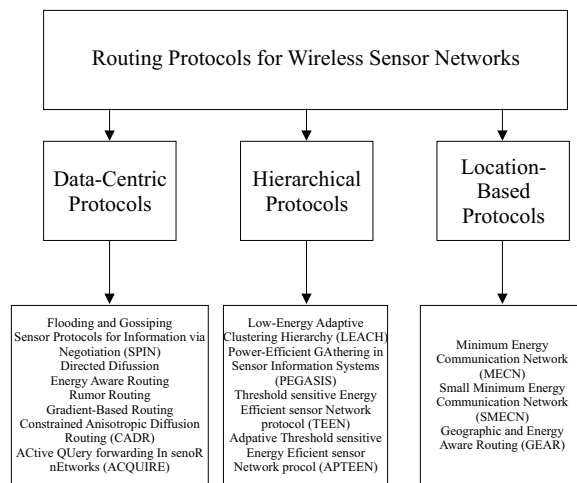 Routing Protocols for Wireless Sensor Networks
Data-Centric
Protocols
Hierarchical
Protocols
Location-
Based
Protocols
Flooding and Gossiping
Sensor Protocols for Information via
Negotiation (SPIN)
Directed Difussion
Energy Aware Routing
Rumor Routing
Gradient-Based Routing
Constrained Anisotropic Diffusion
Routing (CADR)
ACtive QUery forwarding In senoR
nEtworks (ACQUIRE)
Low-Energy Adaptive
Clustering Hierarchy (LEACH)
Power-Efficient GAthering in
Sensor Information Systems
(PEGASIS)
Threshold sensitive Energy
Efficient sensor Network
protocol (TEEN)
Adpative Threshold sensitive
Energy Eficient sensor
Network procol (APTEEN)
Minimum Energy
Communication Network
(MECN)
Small Minimum Energy
Communication Network
(SMECN)
Geographic and Energy
Aware Routing (GEAR)